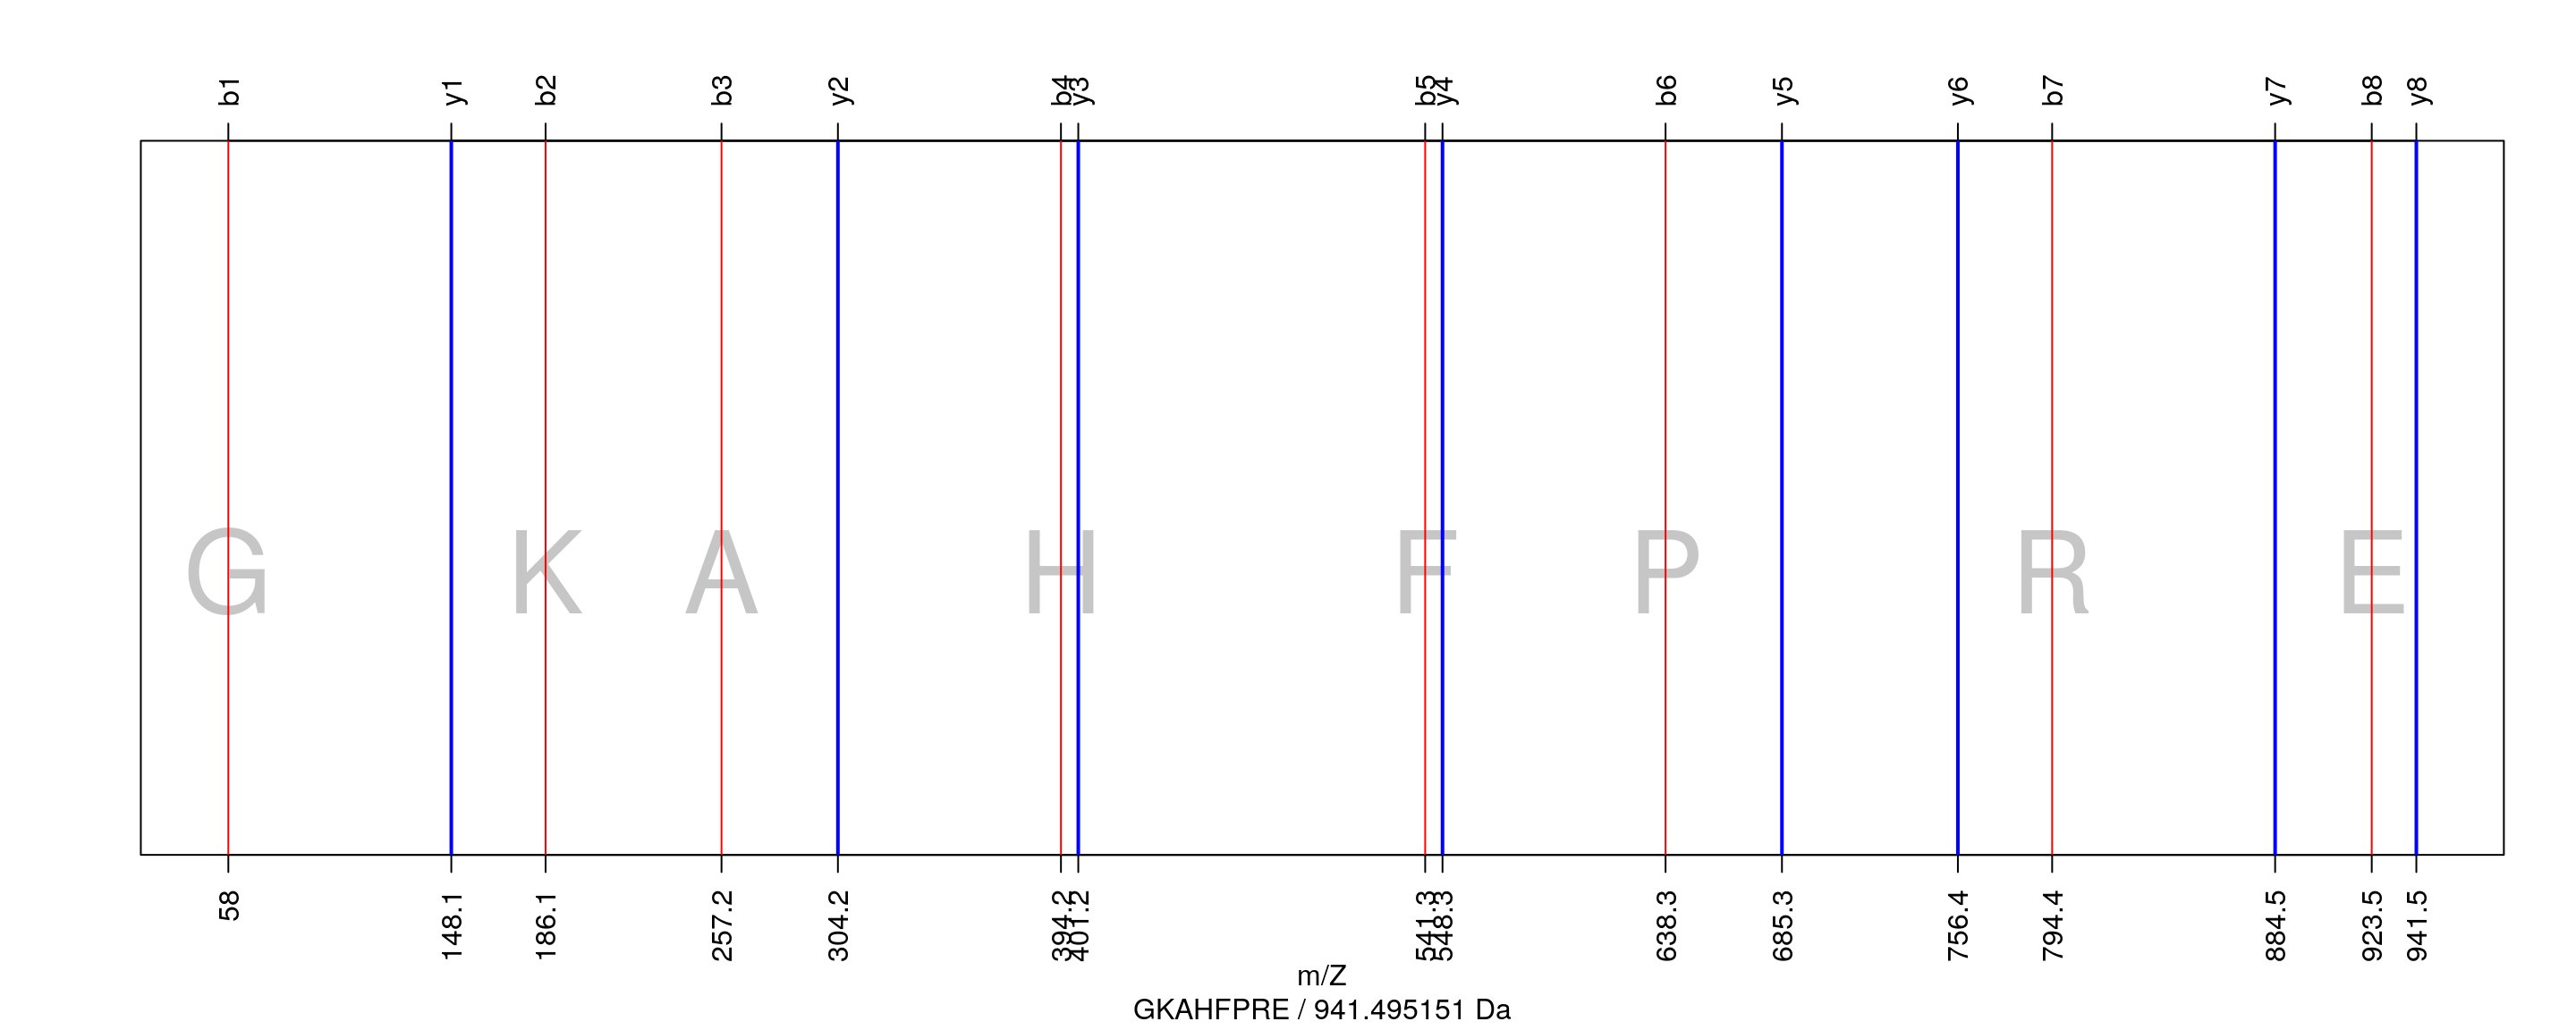 b1 y1 b2 b3 y2 b4 y3 b5 y4 b6 y5 y6 b7 y7 b8 y8
G K A H F P R E
58 148.1 186.1 257.2 304.2 394.2 401.2 541.3 548.3 638.3 685.3 756.4 794.4 884.5 923.5 941.5
m/Z
GKAHFPRE / 941.495151 Da